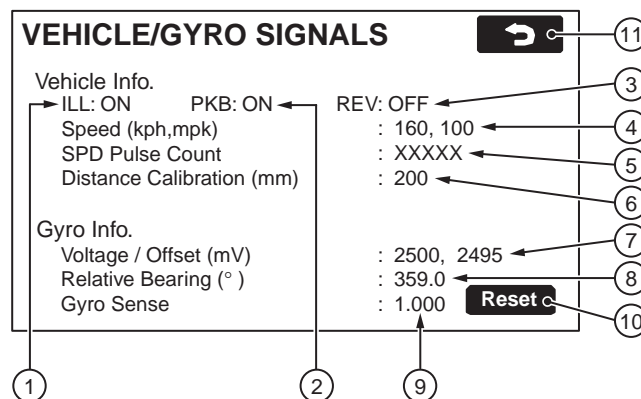 VEHICLE/GYRO SIGNALS
11
Vehicle Info.
3
ILL: ON PKB: ON REV: OFF
Speed (kph,mpk) : 160, 100
4
SPD Pulse Count : XXXXX
5
Distance Calibration (mm) : 200
6
Gyro Info.
7
Voltage / Offset (mV) : 2500, 2495
Relative Bearing (° ) : 359.0
8
Gyro Sense : 1.000 Reset
10
1 2 9